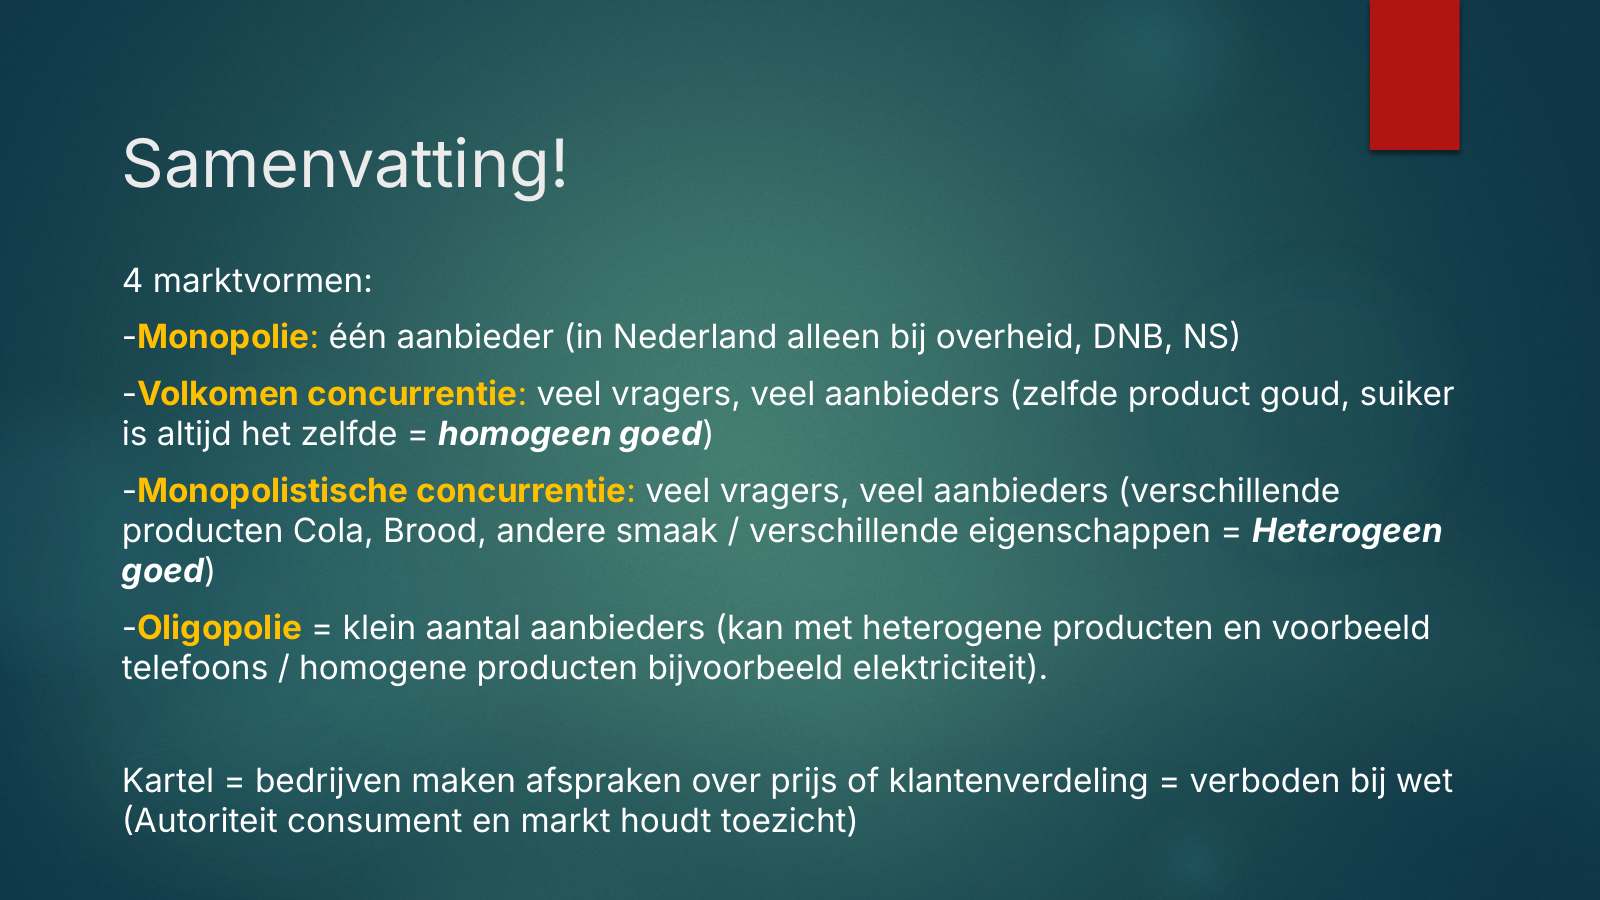 Samenvatting!
4 marktvormen:
-Monopolie: één aanbieder (in Nederland alleen bij overheid, DNB, NS)
-Volkomen concurrentie: veel vragers, veel aanbieders (zelfde product goud, suiker
is altijd het zelfde = homogeen goed)
-Monopolistische concurrentie: veel vragers, veel aanbieders (verschillende
producten Cola, Brood, andere smaak / verschillende eigenschappen = Heterogeen
goed)
-Oligopolie = klein aantal aanbieders (kan met heterogene producten en voorbeeld
telefoons / homogene producten bijvoorbeeld elektriciteit).
Kartel = bedrijven maken afspraken over prijs of klantenverdeling = verboden bij wet
(Autoriteit consument en markt houdt toezicht)